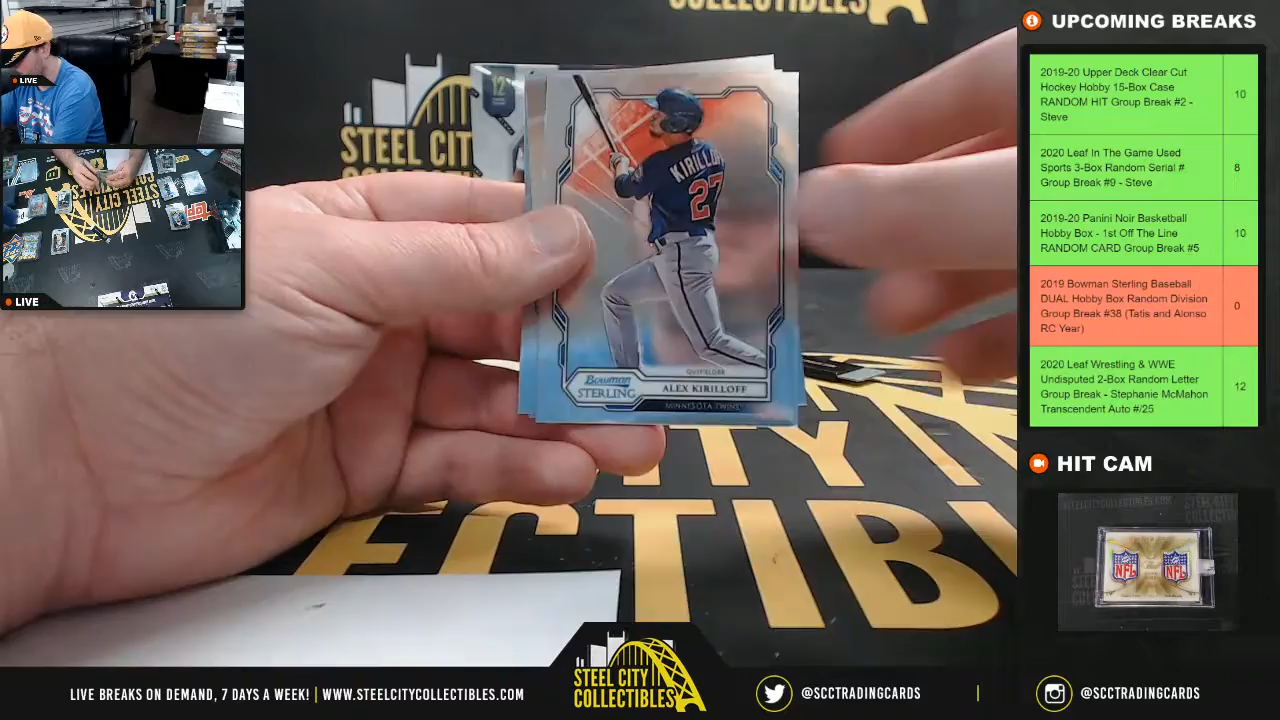 COLLECTIBLES
UPCOMING BREAKS
2019-20 Upper Deck Clear Cut
Hockey Hobby 15-Box Case
RANDOM HIT Group Break #2 -
Steve
10
2020 Leaf In The Game Used
Sports 3-Box Random Serial #
Group Break #9 - Steve
8
2019-20 Panini Noir Basketball
Hobby Box - 1st Off The Line
RANDOM CARD Group Break #5
10
2019 Bowman Sterling Baseball
DUAL Hobby Box Random Division
Group Break #38 (Tatis and Alonso
RC Year)
0
2020 Leaf Wrestling & WWE
Undisputed 2-Box Random Letter
Group Break - Stephanie McMahon
Transcendent Auto #/25
12
HIT CAM
NFL
NFL
LIVE
LIVE
STEEL CIT
12
KIRILLO
27
OUTFIELDER
Bowman
STERLING
ALEX KIRILLOFF
MINNESOTA TWINS
STEEL CITY
COLLECTIBLES
LIVE BREAKS ON DEMAND, 7 DAYS A WEEK! | WWW.STEELCITYCOLLECTIBLES.COM
@SCCTRADINGCARDS
@SCCTRADINGCARDS